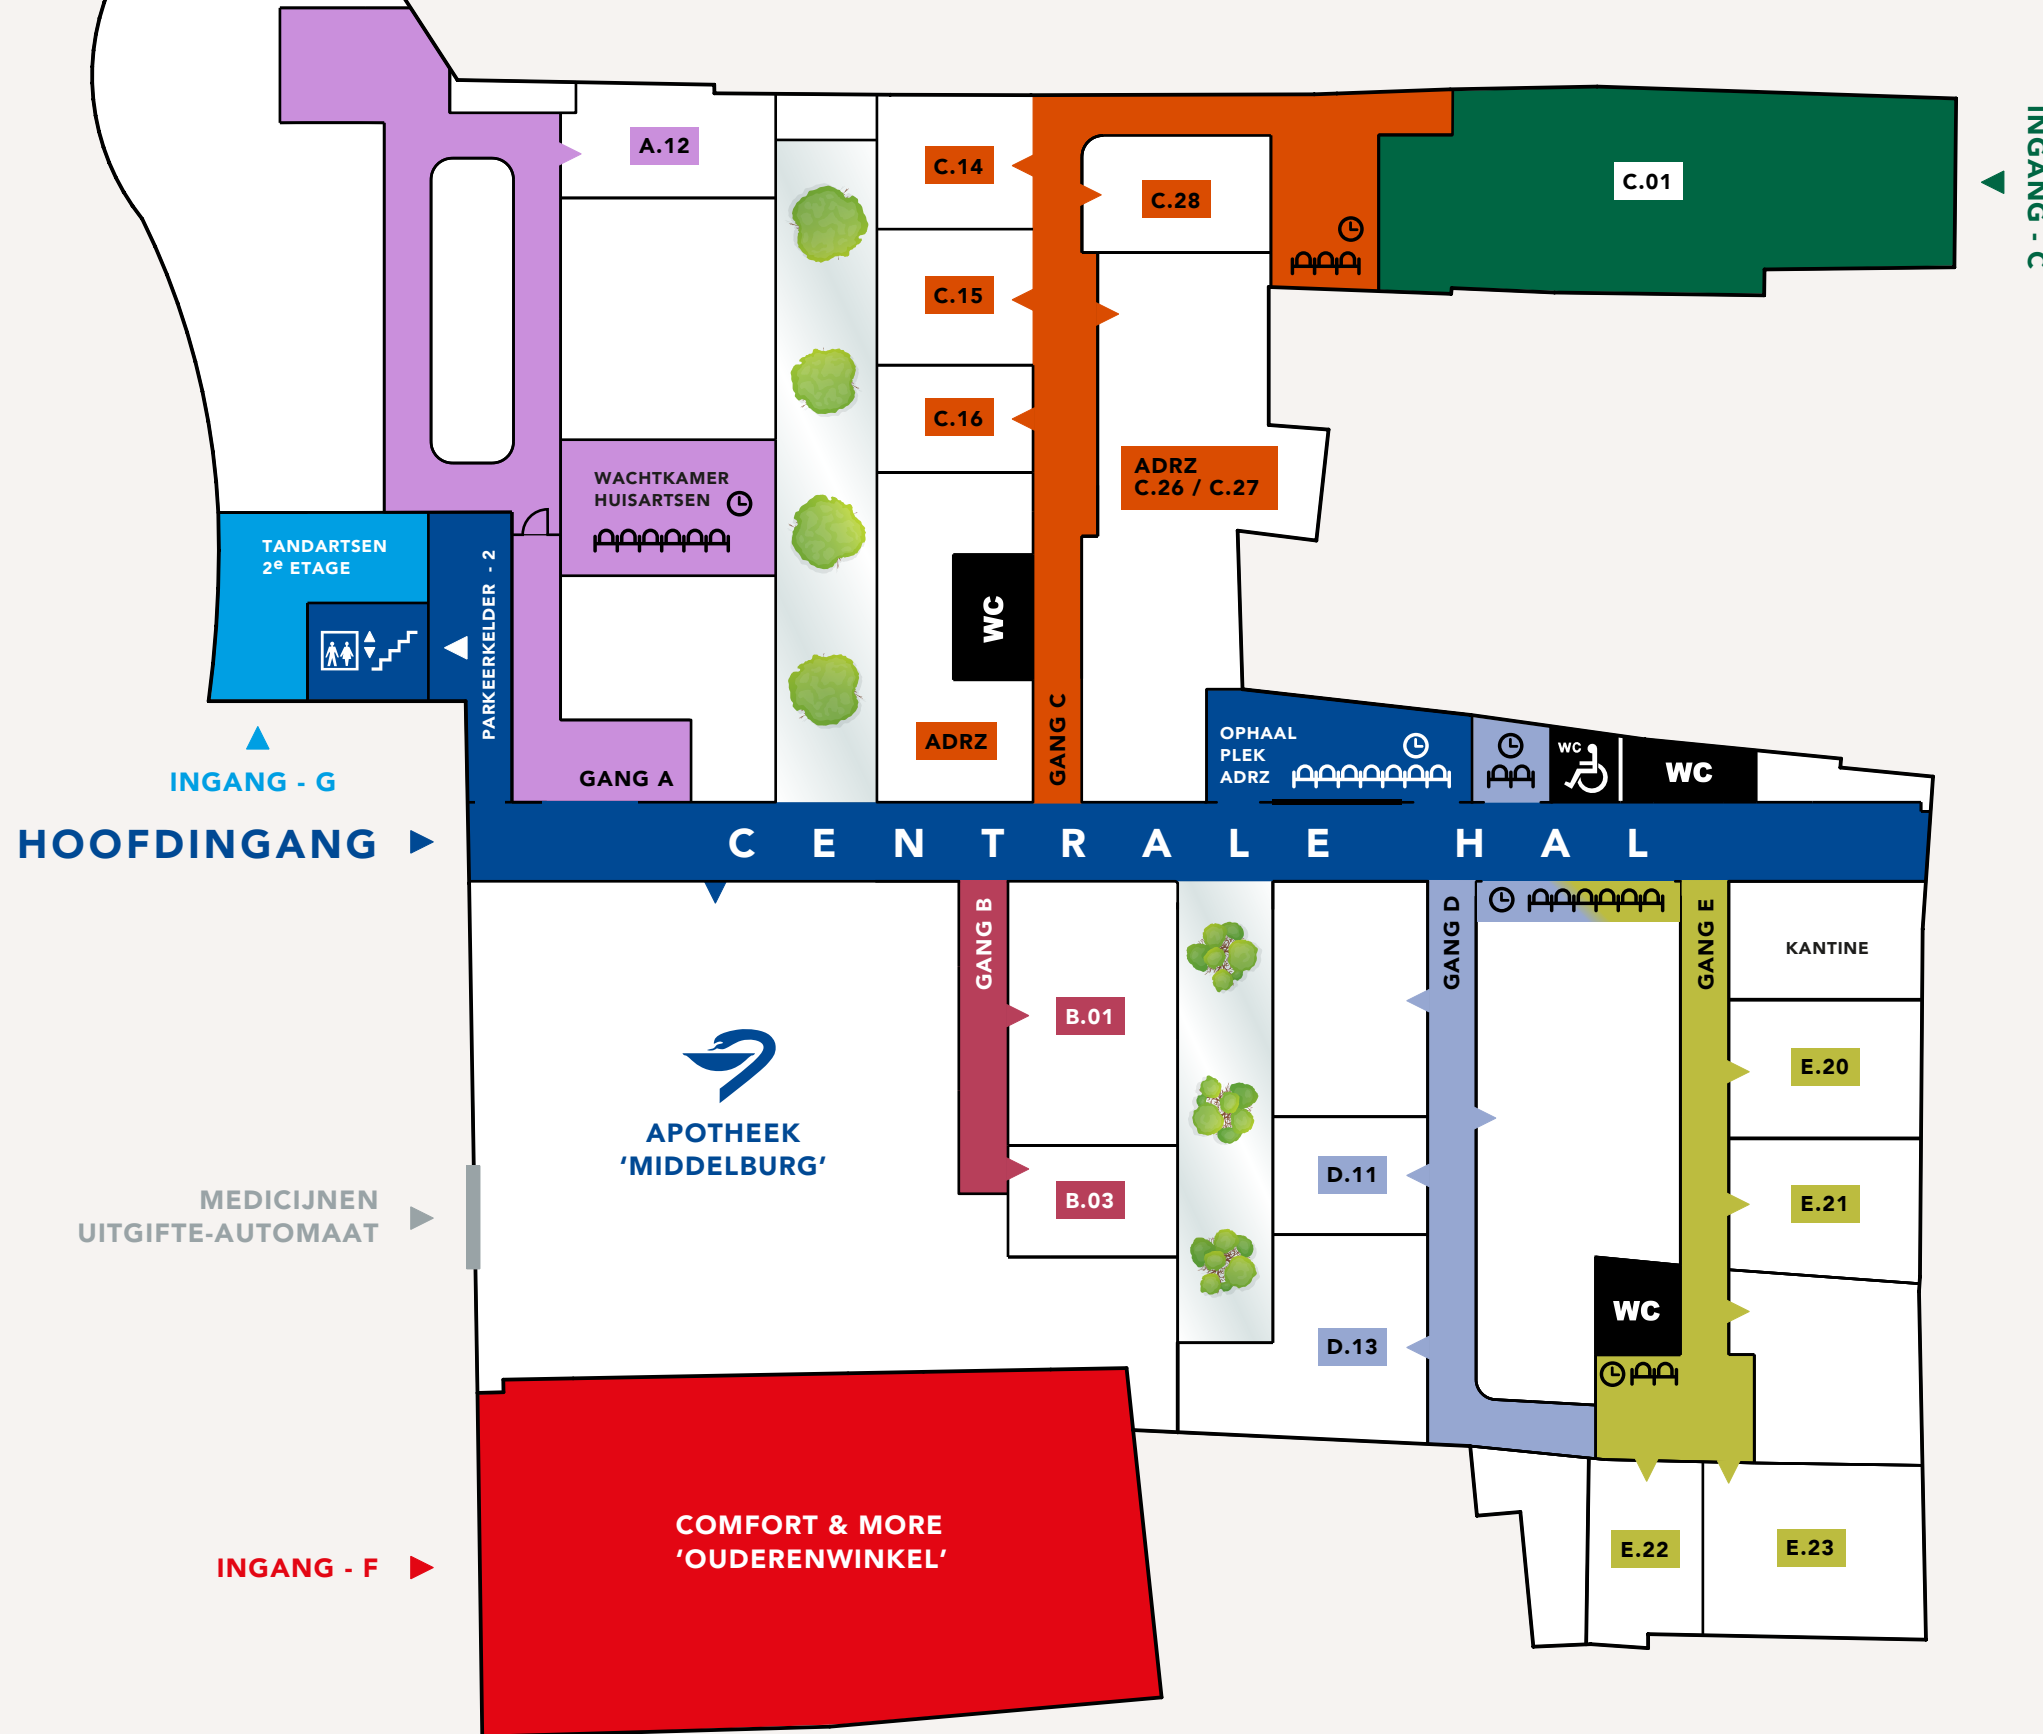 A.12
C.14
C.28
C.01
INGANG - C
C.15
C.16
WACHTKAMER
HUISARTSEN
ADRZ
C.26 / C.27
TANDARTSEN
2e ETAGE
PARKEERKELDER - 2
WC
GANG C
ADRZ
GANG A
OPHAAL
PLEK
ADRZ
WC
WC
INGANG - G
HOOFDINGANG
CENTRALE HAL
GANG B
GANG D
GANG E
KANTINE
B.01
E.20
APOTHEEK
‘MIDDELBURG’
D.11
B.03
E.21
MEDICIJNEN
UITGIFTE-AUTOMAAT
WC
D.13
COMFORT & MORE
‘OUDERENWINKEL’
E.22
E.23
INGANG - F